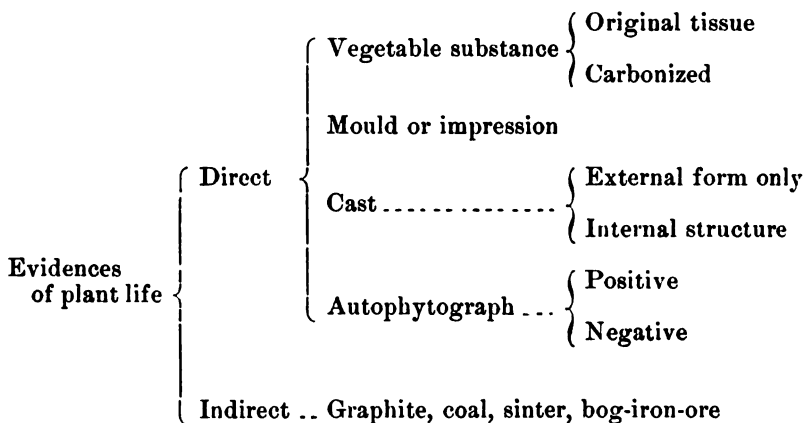 Original tissue
Vegetable substance
Carbonized
Mould or impression
Direct
External form only
Cast
Internal structure
Evidences
of plant life
Positive
Autophytograph
Negative
Indirect .. Graphite, coal, sinter, bog-iron-ore